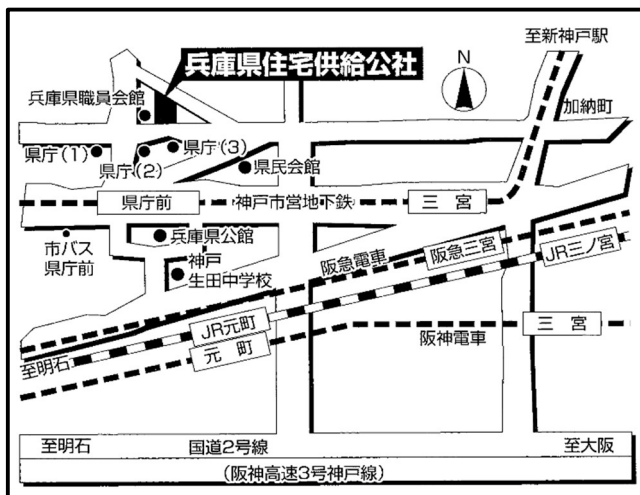 至新神戸駅
兵庫県住宅供給公社
N
兵庫県職員会館
加納町
県庁(1)
県庁(2)
県庁(3)
県民会館
県庁前
神戸市営地下鉄
三宮
市バス
県庁前
兵庫県公館
神戸
生田中学校
阪急電車
阪急三宮
JR三ノ宮
JR元町
元町
至明石
阪神電車
三宮
至明石
国道2号線
至大阪
(阪神高速3号神戸線)